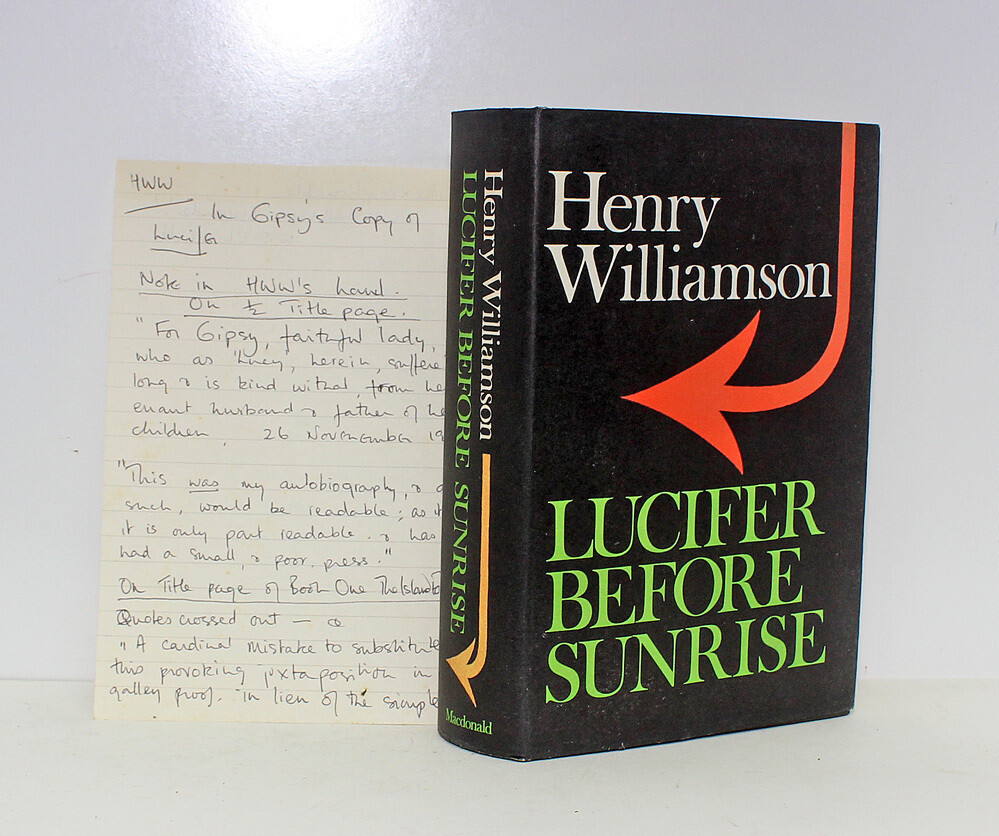 HWW
In Gipsy's Copy of
Lucifer
Note in HWW's hand.
On ½ Title page.
"For Gipsy, faithful lady,
who as 'Lucy', herein, suffere
long & is kind withal, from he
errant husband & father of he
children, 26 November 19
"This was my autobiography, & a
such, would be readable; as it
it is only part readable. & has
had a small, & poor, press."
On Title page of Book One The Island
Quotes crossed out —
"A cardinal mistake to substitute
this provoking juxtaposition in
galley proof. in lieu of the simple
Henry Williamson
LUCIFER BEFORE SUNRISE
Macdonald
Henry
Williamson
LUCIFER
BEFORE
SUNRISE